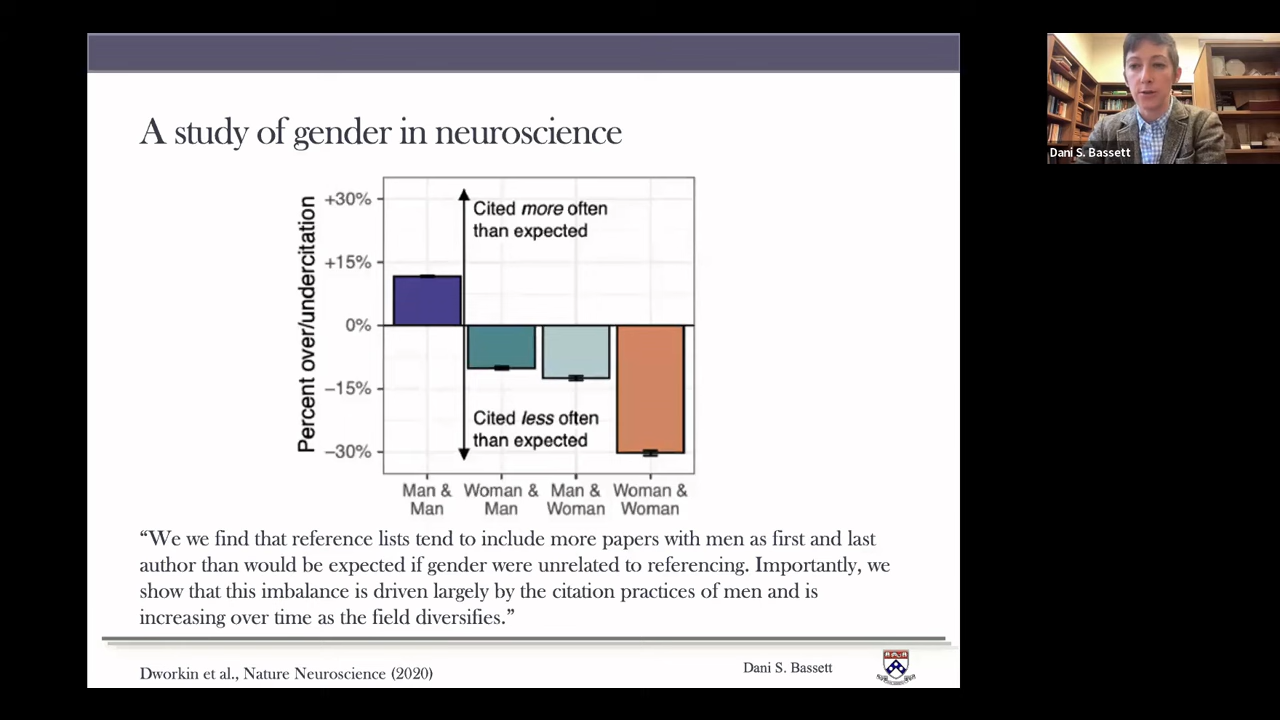 A study of gender in neuroscience
Percent over/undercitation
+30%
+15%
0%
−15%
−30%
Cited more often
than expected
Cited less often
than expected
Man &
Man
Woman &
Man
Man &
Woman
Woman &
Woman
“We we find that reference lists tend to include more papers with men as first and last
author than would be expected if gender were unrelated to referencing. Importantly, we
show that this imbalance is driven largely by the citation practices of men and is
increasing over time as the field diversifies.”
Dworkin et al., Nature Neuroscience (2020)
Dani S. Bassett
Dani S. Bassett